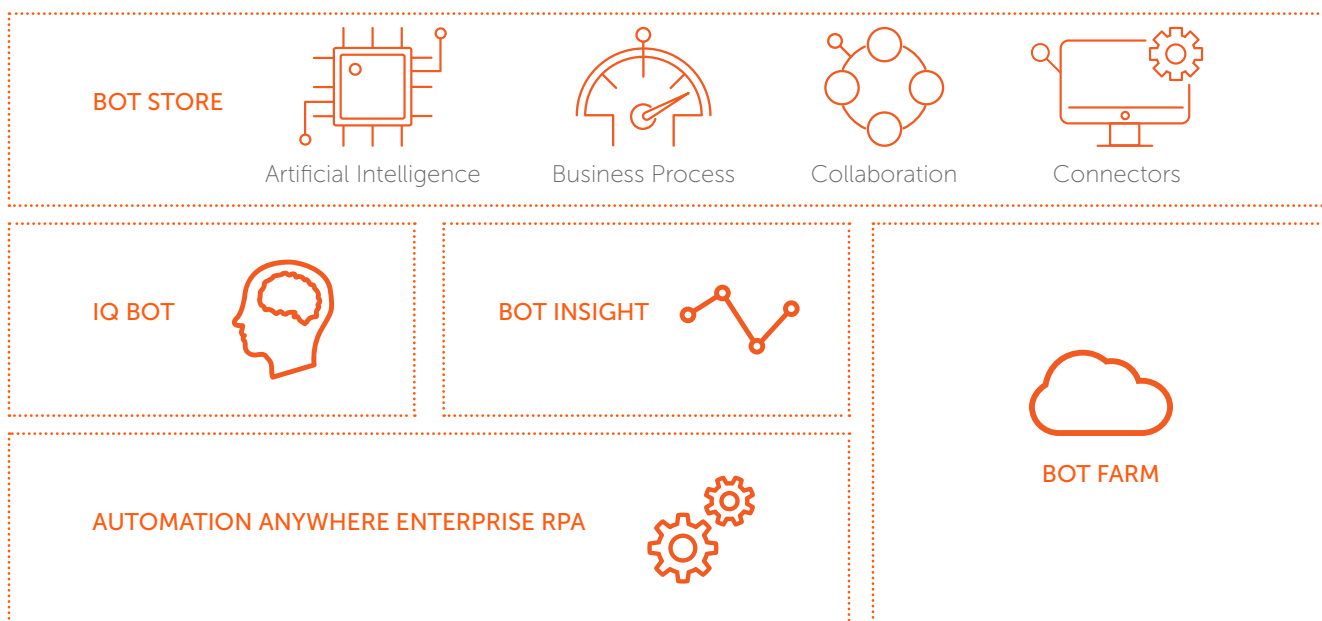 BOT STORE
Artificial Intelligence
Business Process
Collaboration
Connectors
IQ BOT
BOT INSIGHT
BOT FARM
AUTOMATION ANYWHERE ENTERPRISE RPA